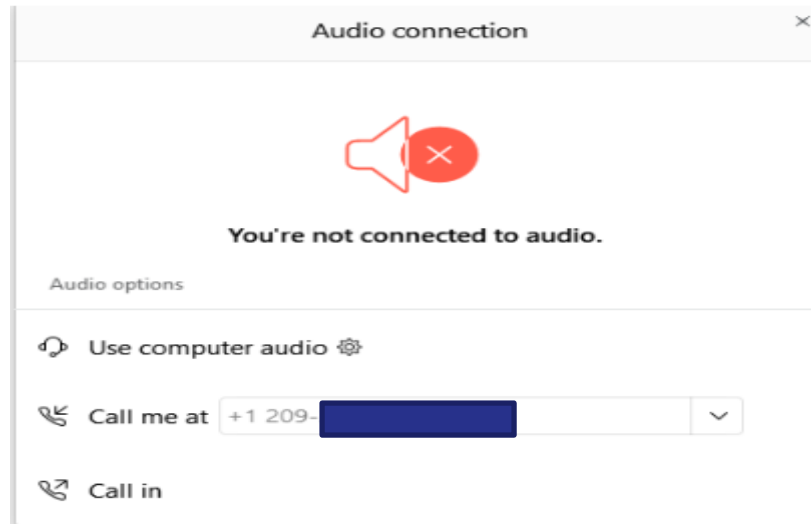 Audio connection
You're not connected to audio.
Audio options
Use computer audio
Call me at +1 209-
Call in